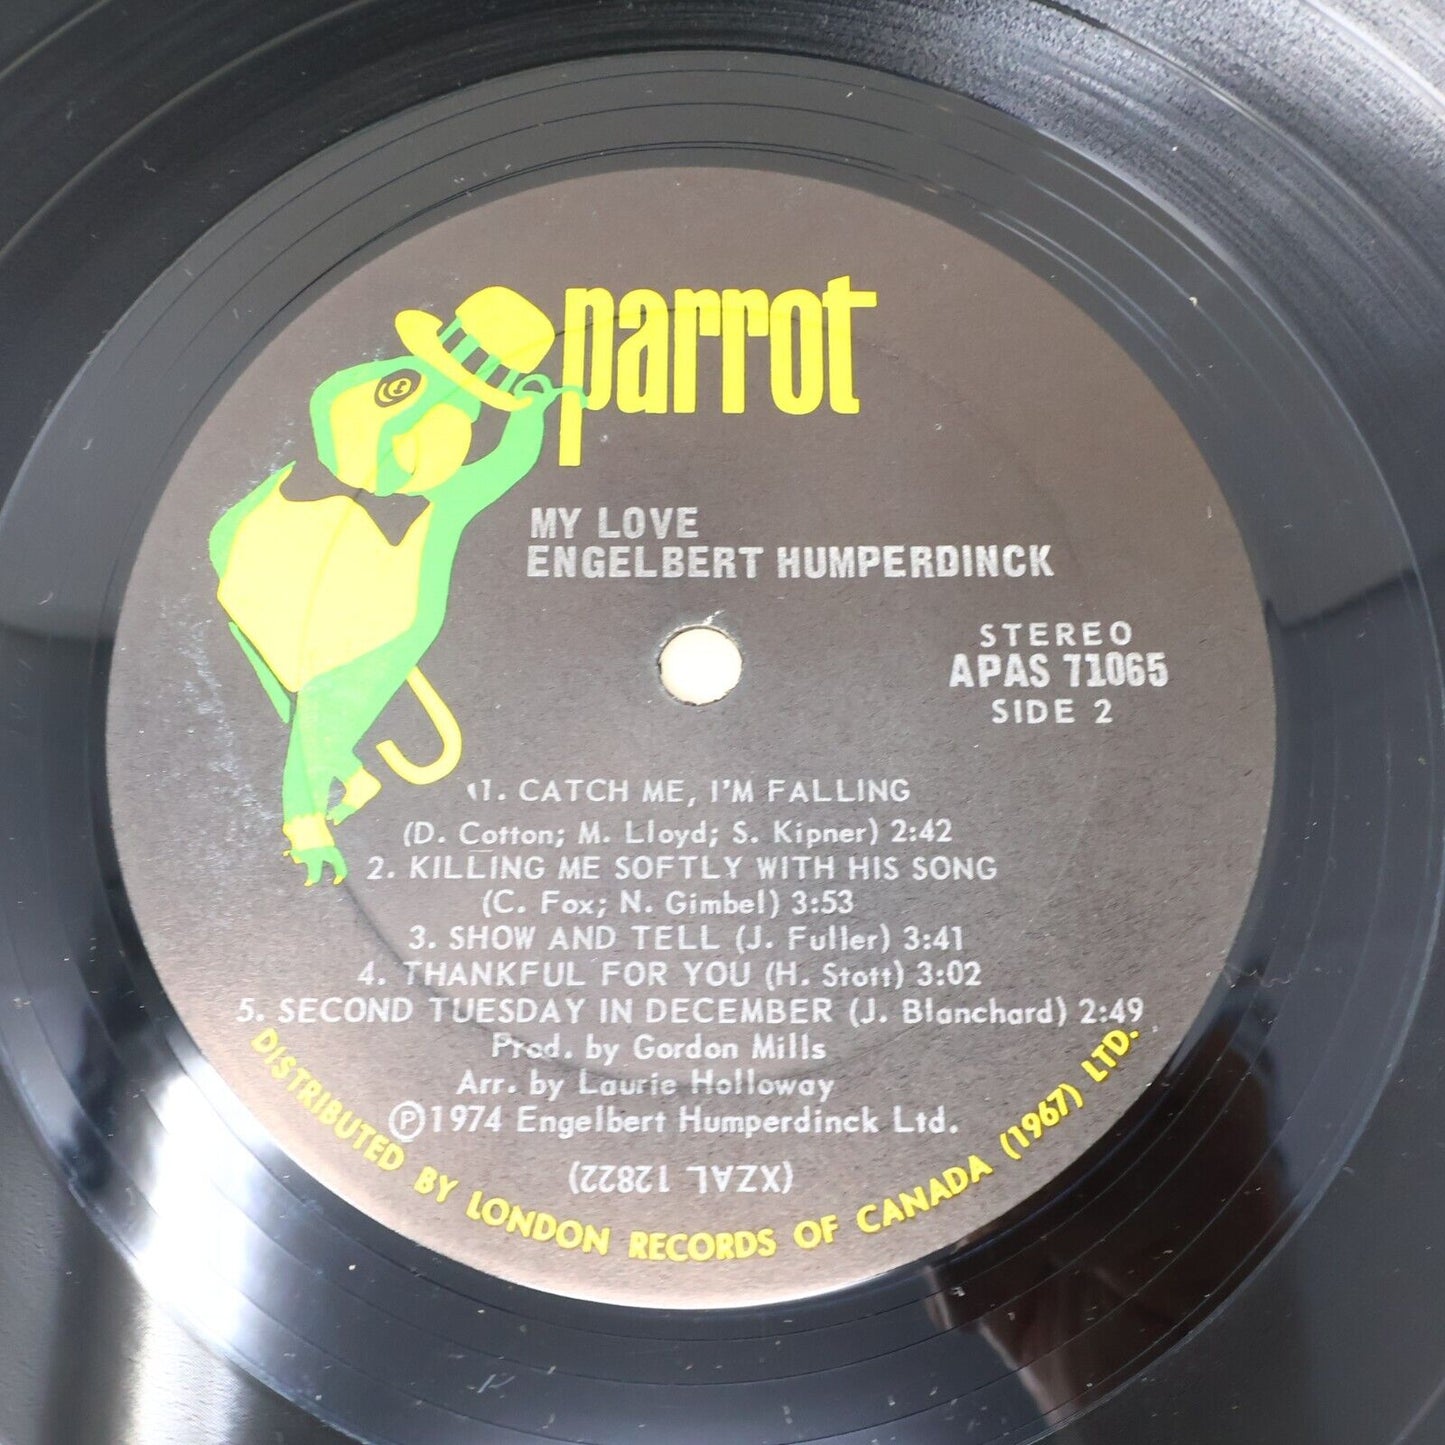 parrot
MY LOVE
ENGELBERT HUMPERDINCK
STEREO
APAS 71065
SIDE 2
1. CATCH ME, I'M FALLING
(D. Cotton; M. Lloyd; S. Kipner) 2:42
2. KILLING ME SOFTLY WITH HIS SONG
(C. Fox; N. Gimbel) 3:53
3. SHOW AND TELL (J. Fuller) 3:41
4. THANKFUL FOR YOU (H. Stott) 3:02
5. SECOND TUESDAY IN DECEMBER (J. Blanchard) 2:49
Prod. by Gordon Mills
Arr. by Laurie Holloway
℗1974 Engelbert Humperdinck Ltd.
(XZAL 12822)
DISTRIBUTED BY LONDON RECORDS OF CANADA (1967) LTD.